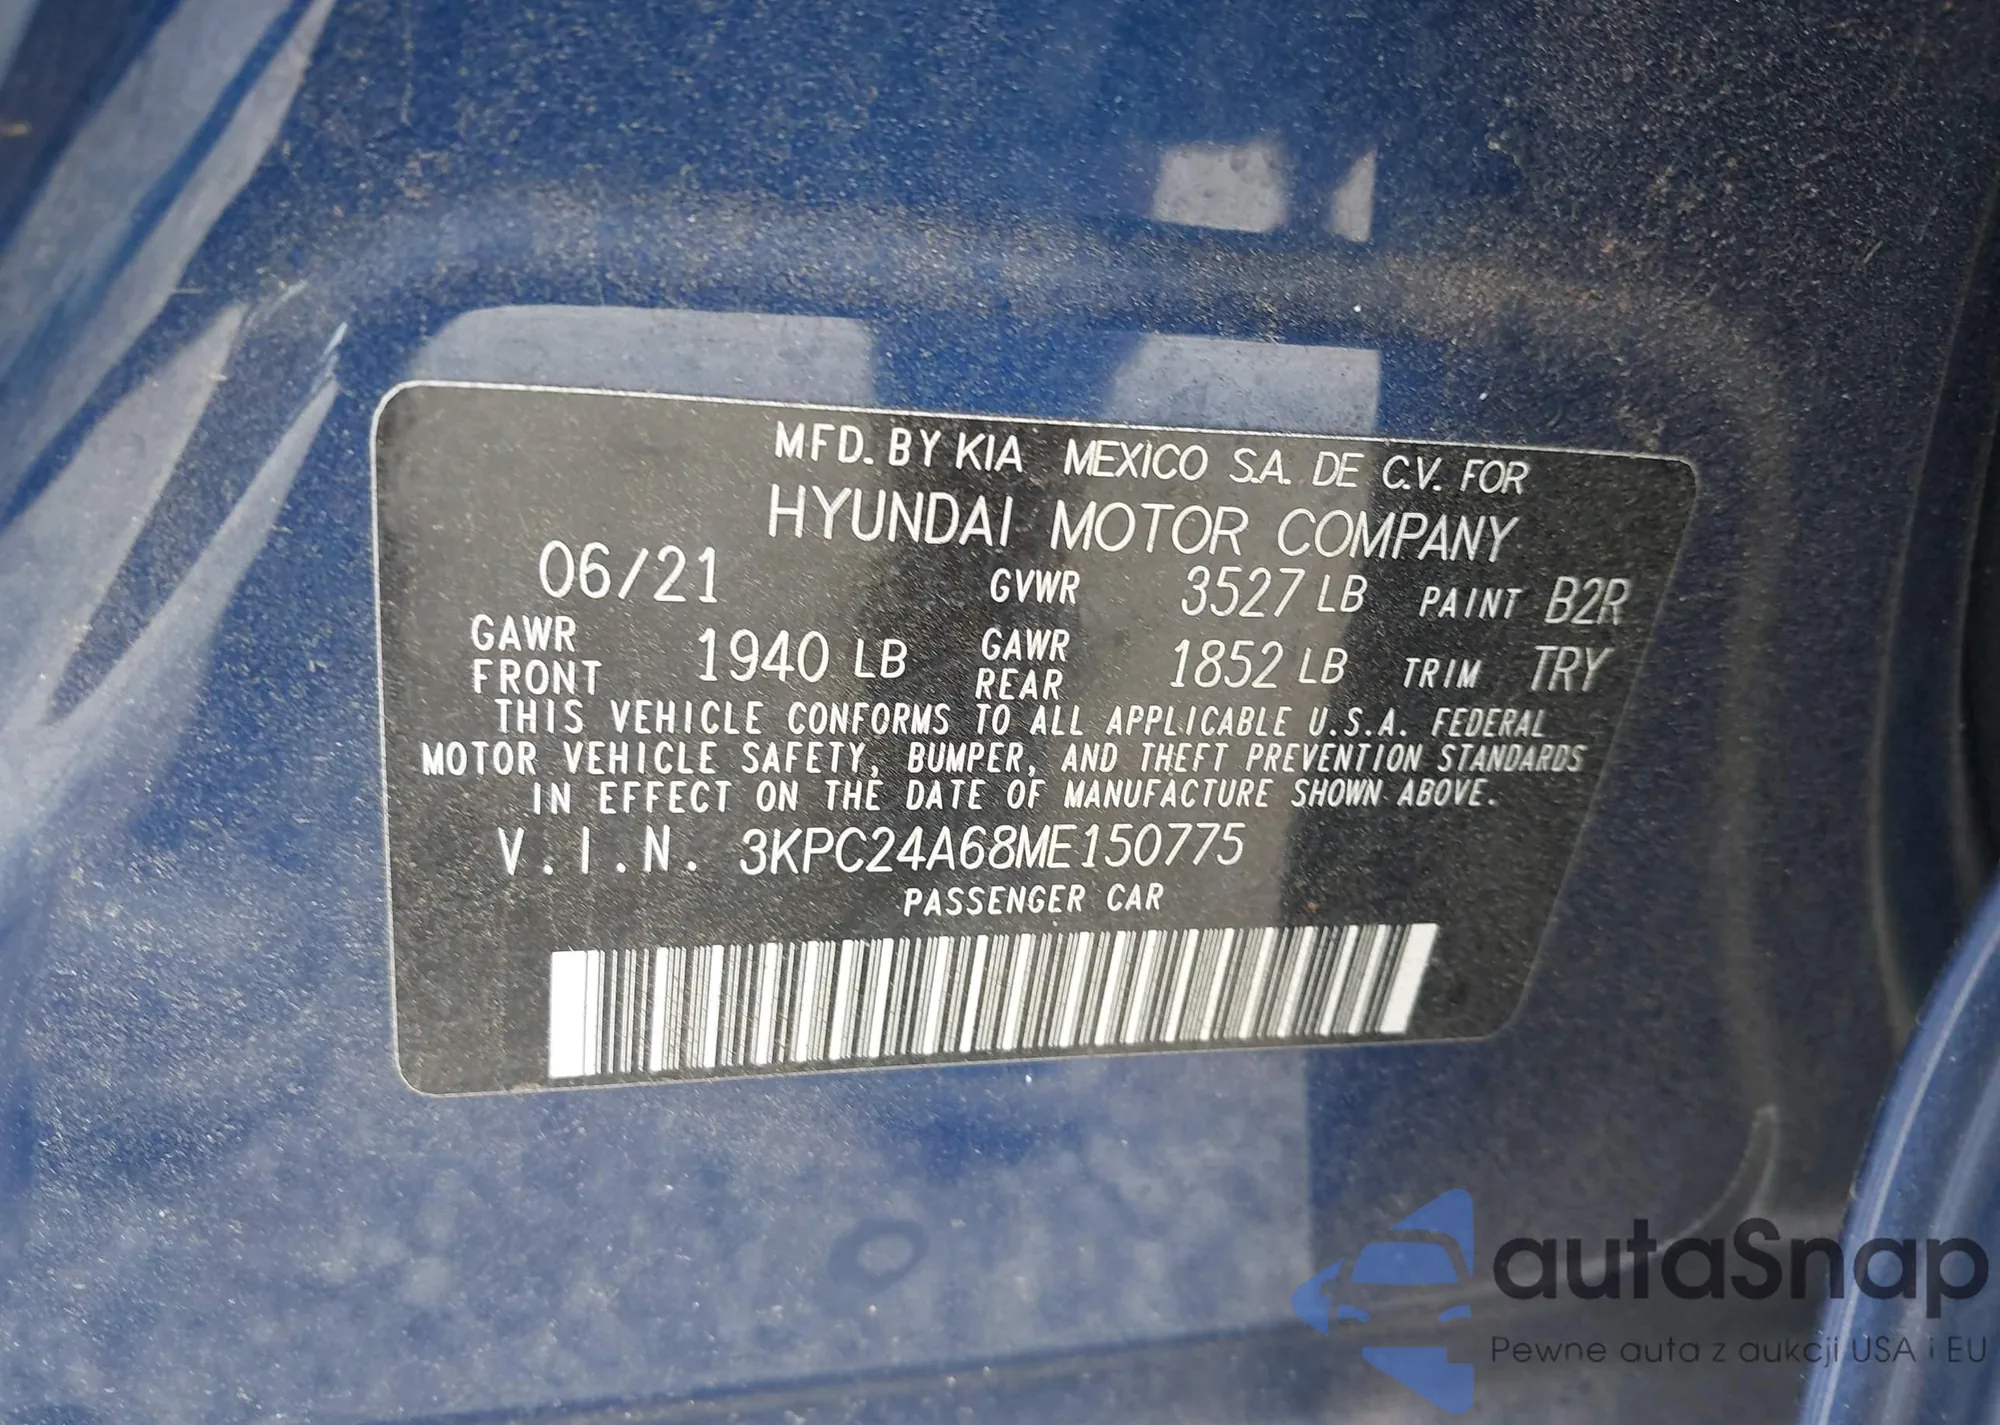 MFD. BY KIA MEXICO S.A. DE C.V. FOR
HYUNDAI MOTOR COMPANY
06/21 GVWR 3527 LB PAINT B2R
GAWR FRONT 1940 LB GAWR REAR 1852 LB TRIM TRY
THIS VEHICLE CONFORMS TO ALL APPLICABLE U.S.A. FEDERAL
MOTOR VEHICLE SAFETY, BUMPER, AND THEFT PREVENTION STANDARDS
IN EFFECT ON THE DATE OF MANUFACTURE SHOWN ABOVE.
V.I.N. 3KPC24A68ME150775
PASSENGER CAR
autaSnap
Pewne auta z aukcji USA i EU